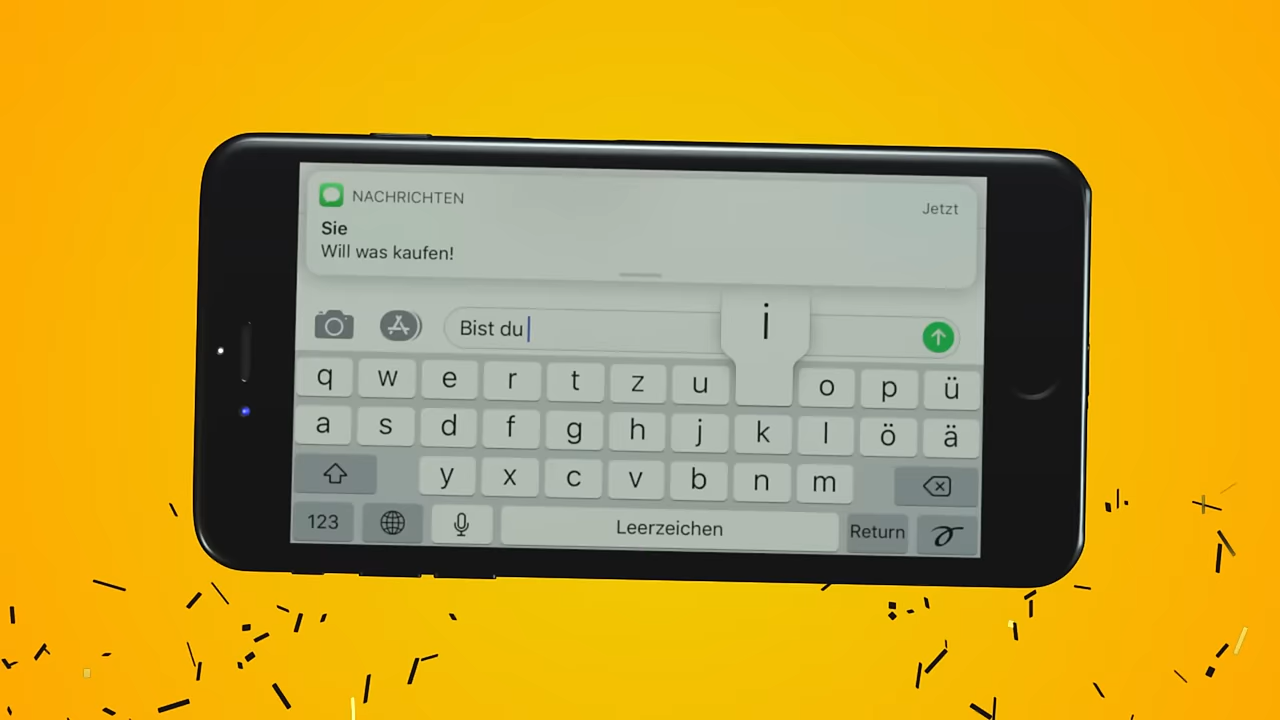 NACHRICHTEN
Jetzt
Sie
Will was kaufen!
Bist du
i
q w e r t z u o p ü
a s d f g h j k l ö ä
y x c v b n m
123 Leerzeichen Return